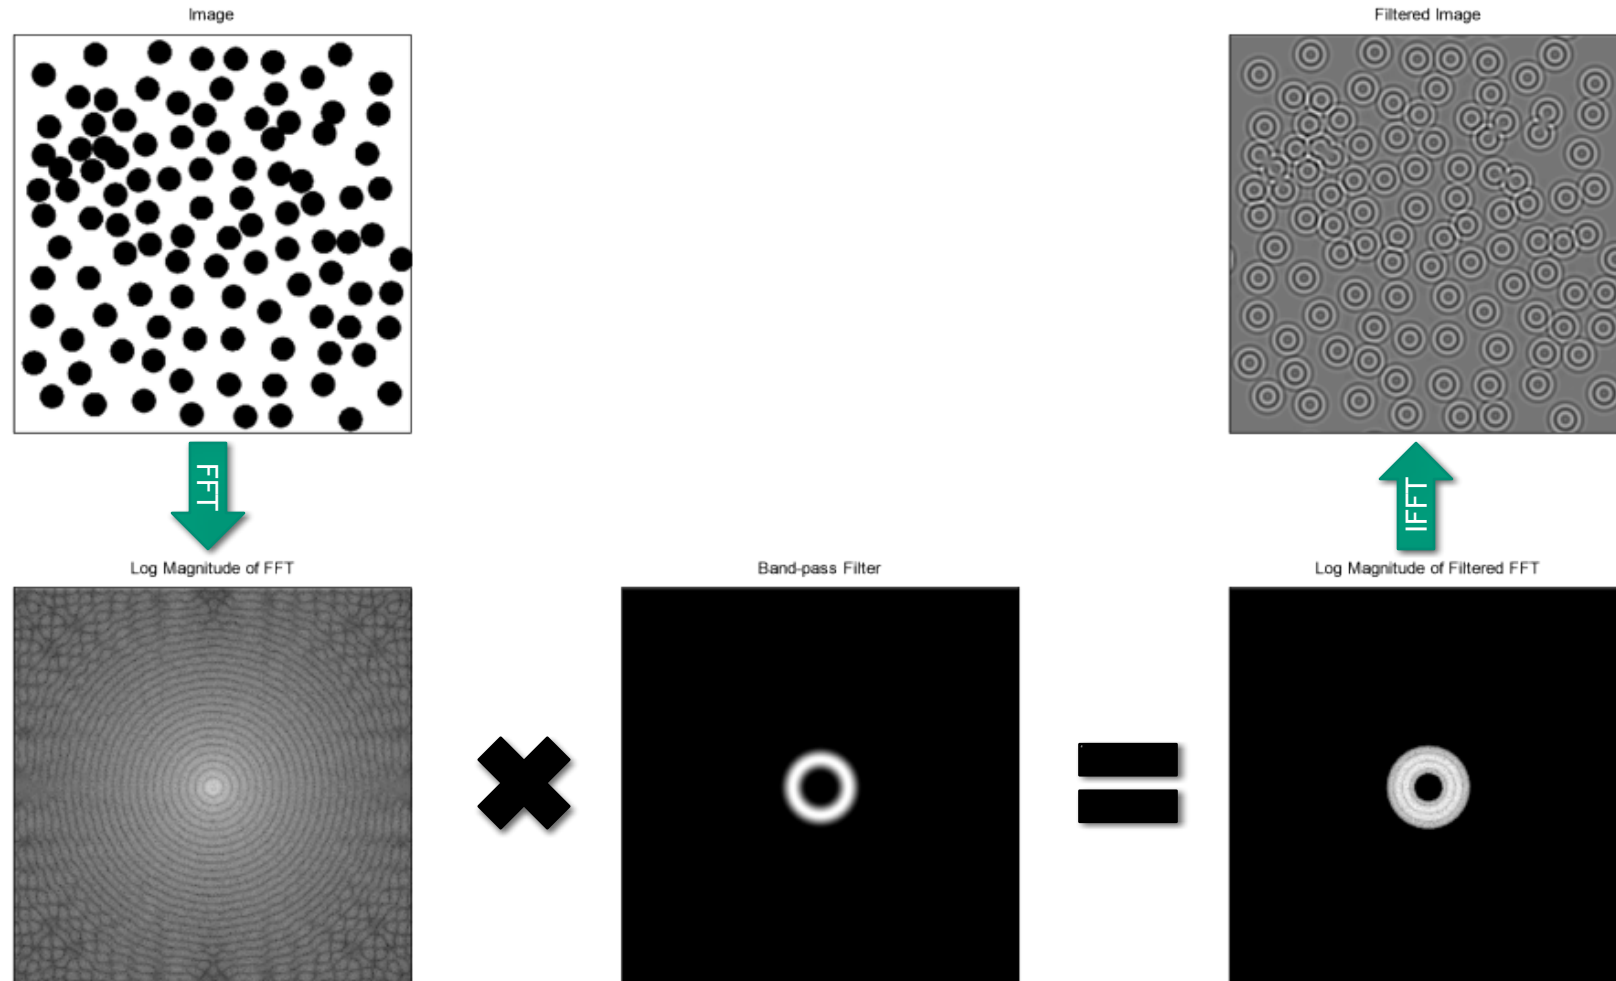 Image
Filtered Image
FFT
IFFT
Log Magnitude of FFT
Band-pass Filter
Log Magnitude of Filtered FFT